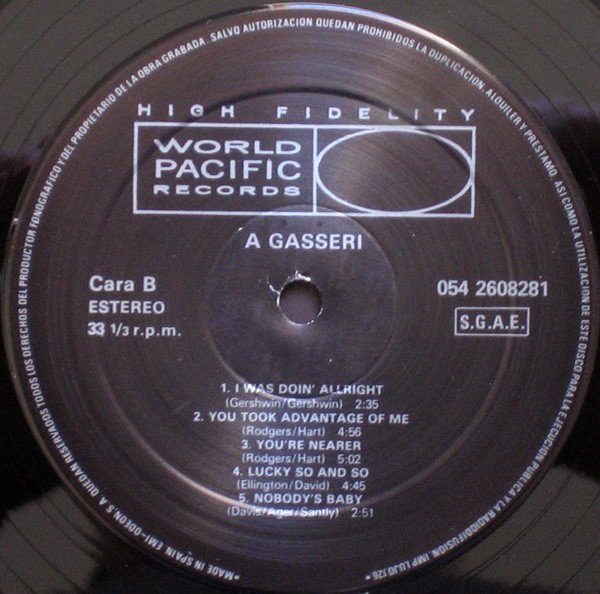 RESERVADOS TODOS LOS DERECHOS DEL PRODUCTOR FONOGRAFICO Y DEL PROPIETARIO DE LA OBRA GRABADA. SALVO AUTORIZACION QUEDAN PROHIBIDOS LA DUPLICACION, ALQUILER Y PRESTAMO, ASI COMO LA UTILIZACION DE ESTE DISCO PARA LA EJECUCION PUBLICA Y LA RADIODIFUSION. IMP LUJO 126 •
HIGH FIDELITY
WORLD
PACIFIC
RECORDS
A GASSERI
Cara B
ESTEREO
33 1/3 r.p.m.
054 2608281
S.G.A.E.
1. I WAS DOIN' ALLRIGHT
(Gershwin/Gershwin) 2:35
2. YOU TOOK ADVANTAGE OF ME
(Rodgers/Hart) 4:56
3. YOU'RE NEARER
(Rodgers/Hart) 5:02
4. LUCKY SO AND SO
(Ellington/David) 4:45
5. NOBODY'S BABY
(Davis/Ager/Santly) 2:51
• MADE IN SPAIN. EMI-ODEON, S.A. QUEDAN